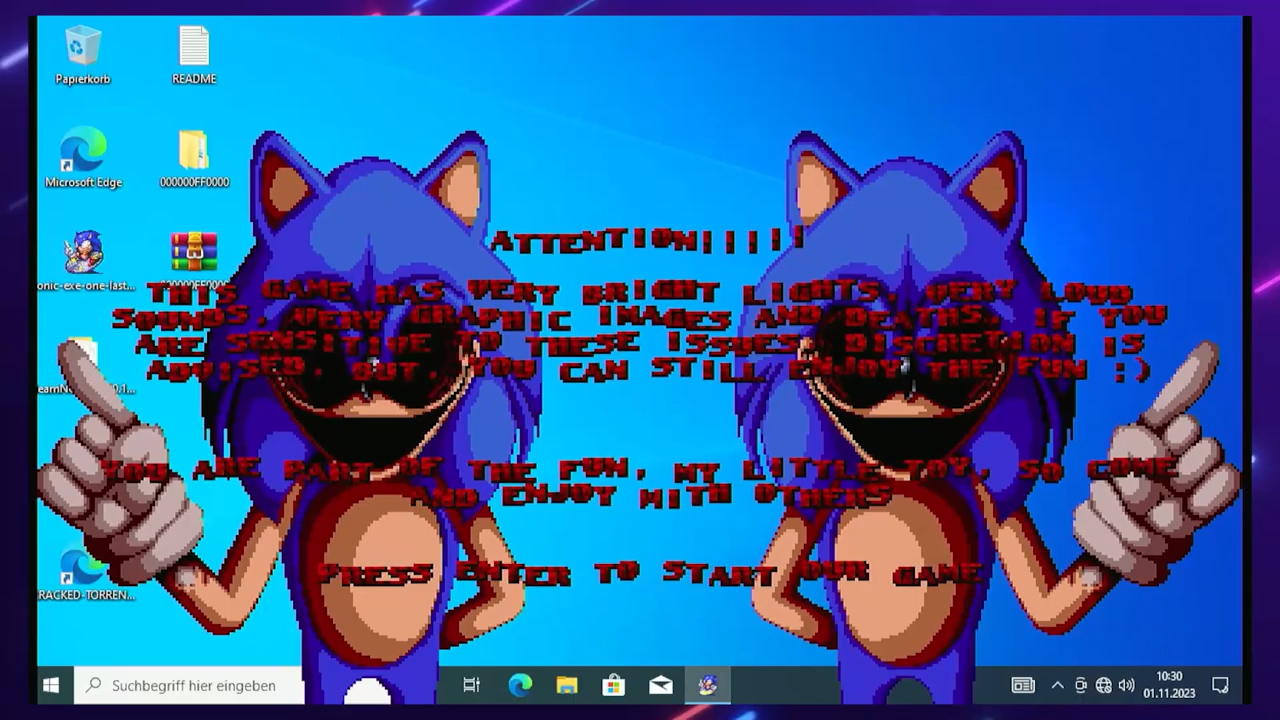 Papierkorb
README
Microsoft Edge
000000FF0000
onic-exe-one-last...
000000FF0000
ATTENTION!!!!!
THIS GAME HAS VERY BRIGHT LIGHTS, VERY LOUD
SOUNDS, VERY GRAPHIC IMAGES AND DEATHS, IF YOU
ARE SENSITIVE TO THESE ISSUES, DISCRETION IS
ADVISED, BUT, YOU CAN STILL ENJOY THE FUN :)
YOU ARE PART OF THE FUN, MY LITTLE TOY, SO COME
AND ENJOY WITH OTHERS
PRESS ENTER TO START OUR GAME
RACKED-TORREN...
Suchbegriff hier eingeben
10:30
01.11.2023